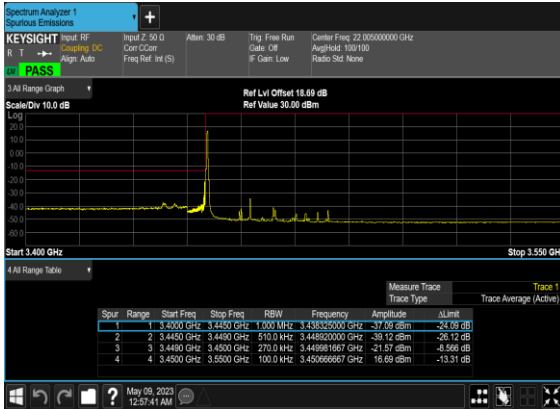 Spectrum Analyzer 1
Spurious Emissions
+
KEYSIGHT Input: RF Input Z: 50 Ω Atten: 30 dB Trig: Free Run Center Freq: 22.005000000 GHz
R T Coupling: DC Corr CCorr Gate: Off Avg|Hold: 100/100
Align: Auto Freq Ref: Int (S) IF Gain: Low Radio Std: None
PASS
3 All Range Graph
Ref Lvl Offset 18.69 dB
Scale/Div 10.0 dB Ref Value 30.00 dBm
Log
20.0
10.0
0.00
-10.0
-20.0
-30.0
-40.0
-50.0
-60.0
Start 3.400 GHz Stop 3.550 GH
4 All Range Table
Measure Trace Trace 1
Trace Type Trace Average (Active)
Spur Range Start Freq Stop Freq RBW Frequency Amplitude ΔLimit
1 1 3.4000 GHz 3.4450 GHz 1.000 MHz 3.438325000 GHz -37.09 dBm -24.09 dB
2 2 3.4450 GHz 3.4490 GHz 510.0 kHz 3.448920000 GHz -39.12 dBm -26.12 dB
3 3 3.4490 GHz 3.4500 GHz 270.0 kHz 3.449981667 GHz -21.57 dBm -8.566 dB
4 4 3.4500 GHz 3.5500 GHz 100.0 kHz 3.450666667 GHz 16.69 dBm -13.31 dB
?
May 09, 2023
12:57:41 AM